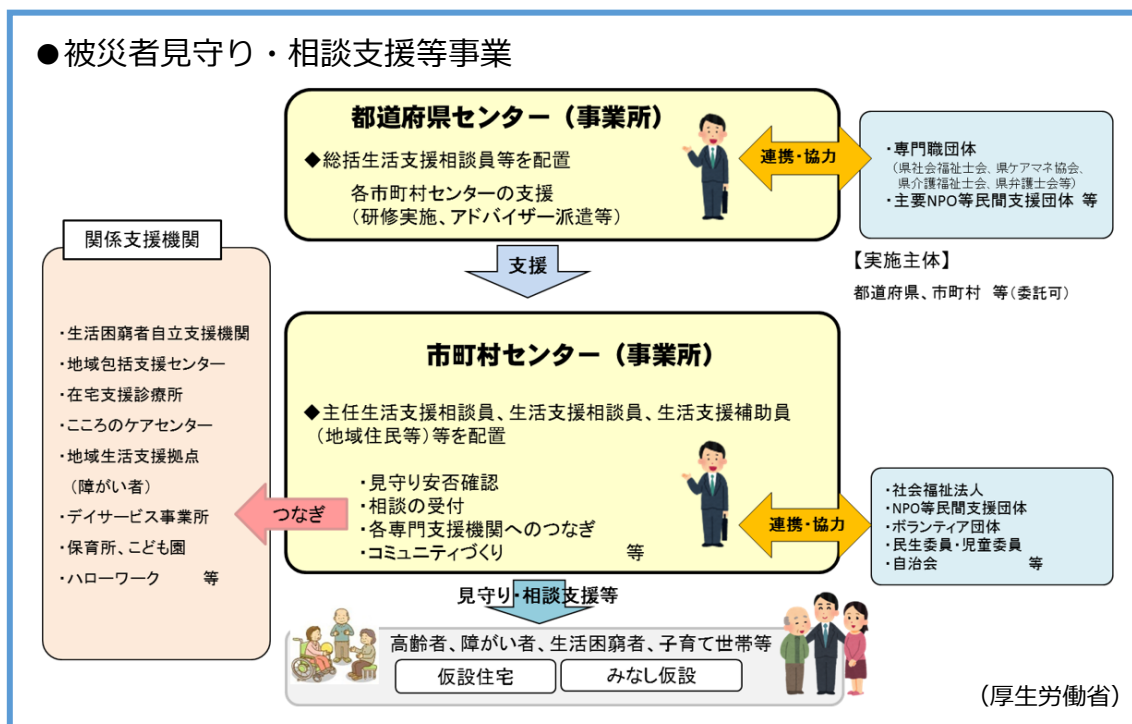 ●被災者見守り・相談支援等事業
都道府県センター（事業所）
◆総括生活支援相談員等を配置
各市町村センターの支援
（研修実施、アドバイザー派遣等）
連携・協力
・専門職団体
（県社会福祉士会、県ケアマネ協会、
県介護福祉士会、県弁護士会等）
・主要NPO等民間支援団体 等
【実施主体】
都道府県、市町村 等（委託可）
支援
関係支援機関
・生活困窮者自立支援機関
・地域包括支援センター
・在宅支援診療所
・こころのケアセンター
・地域生活支援拠点
（障がい者）
・デイサービス事業所
・保育所、こども園
・ハローワーク 等
市町村センター（事業所）
◆主任生活支援相談員、生活支援相談員、生活支援補助員
（地域住民等）等を配置
・見守り安否確認
・相談の受付
・各専門支援機関へのつなぎ
・コミュニティづくり 等
つなぎ
連携・協力
・社会福祉法人
・NPO等民間支援団体
・ボランティア団体
・民生委員・児童委員
・自治会 等
見守り・相談支援等
高齢者、障がい者、生活困窮者、子育て世帯等
仮設住宅
みなし仮設
（厚生労働省）